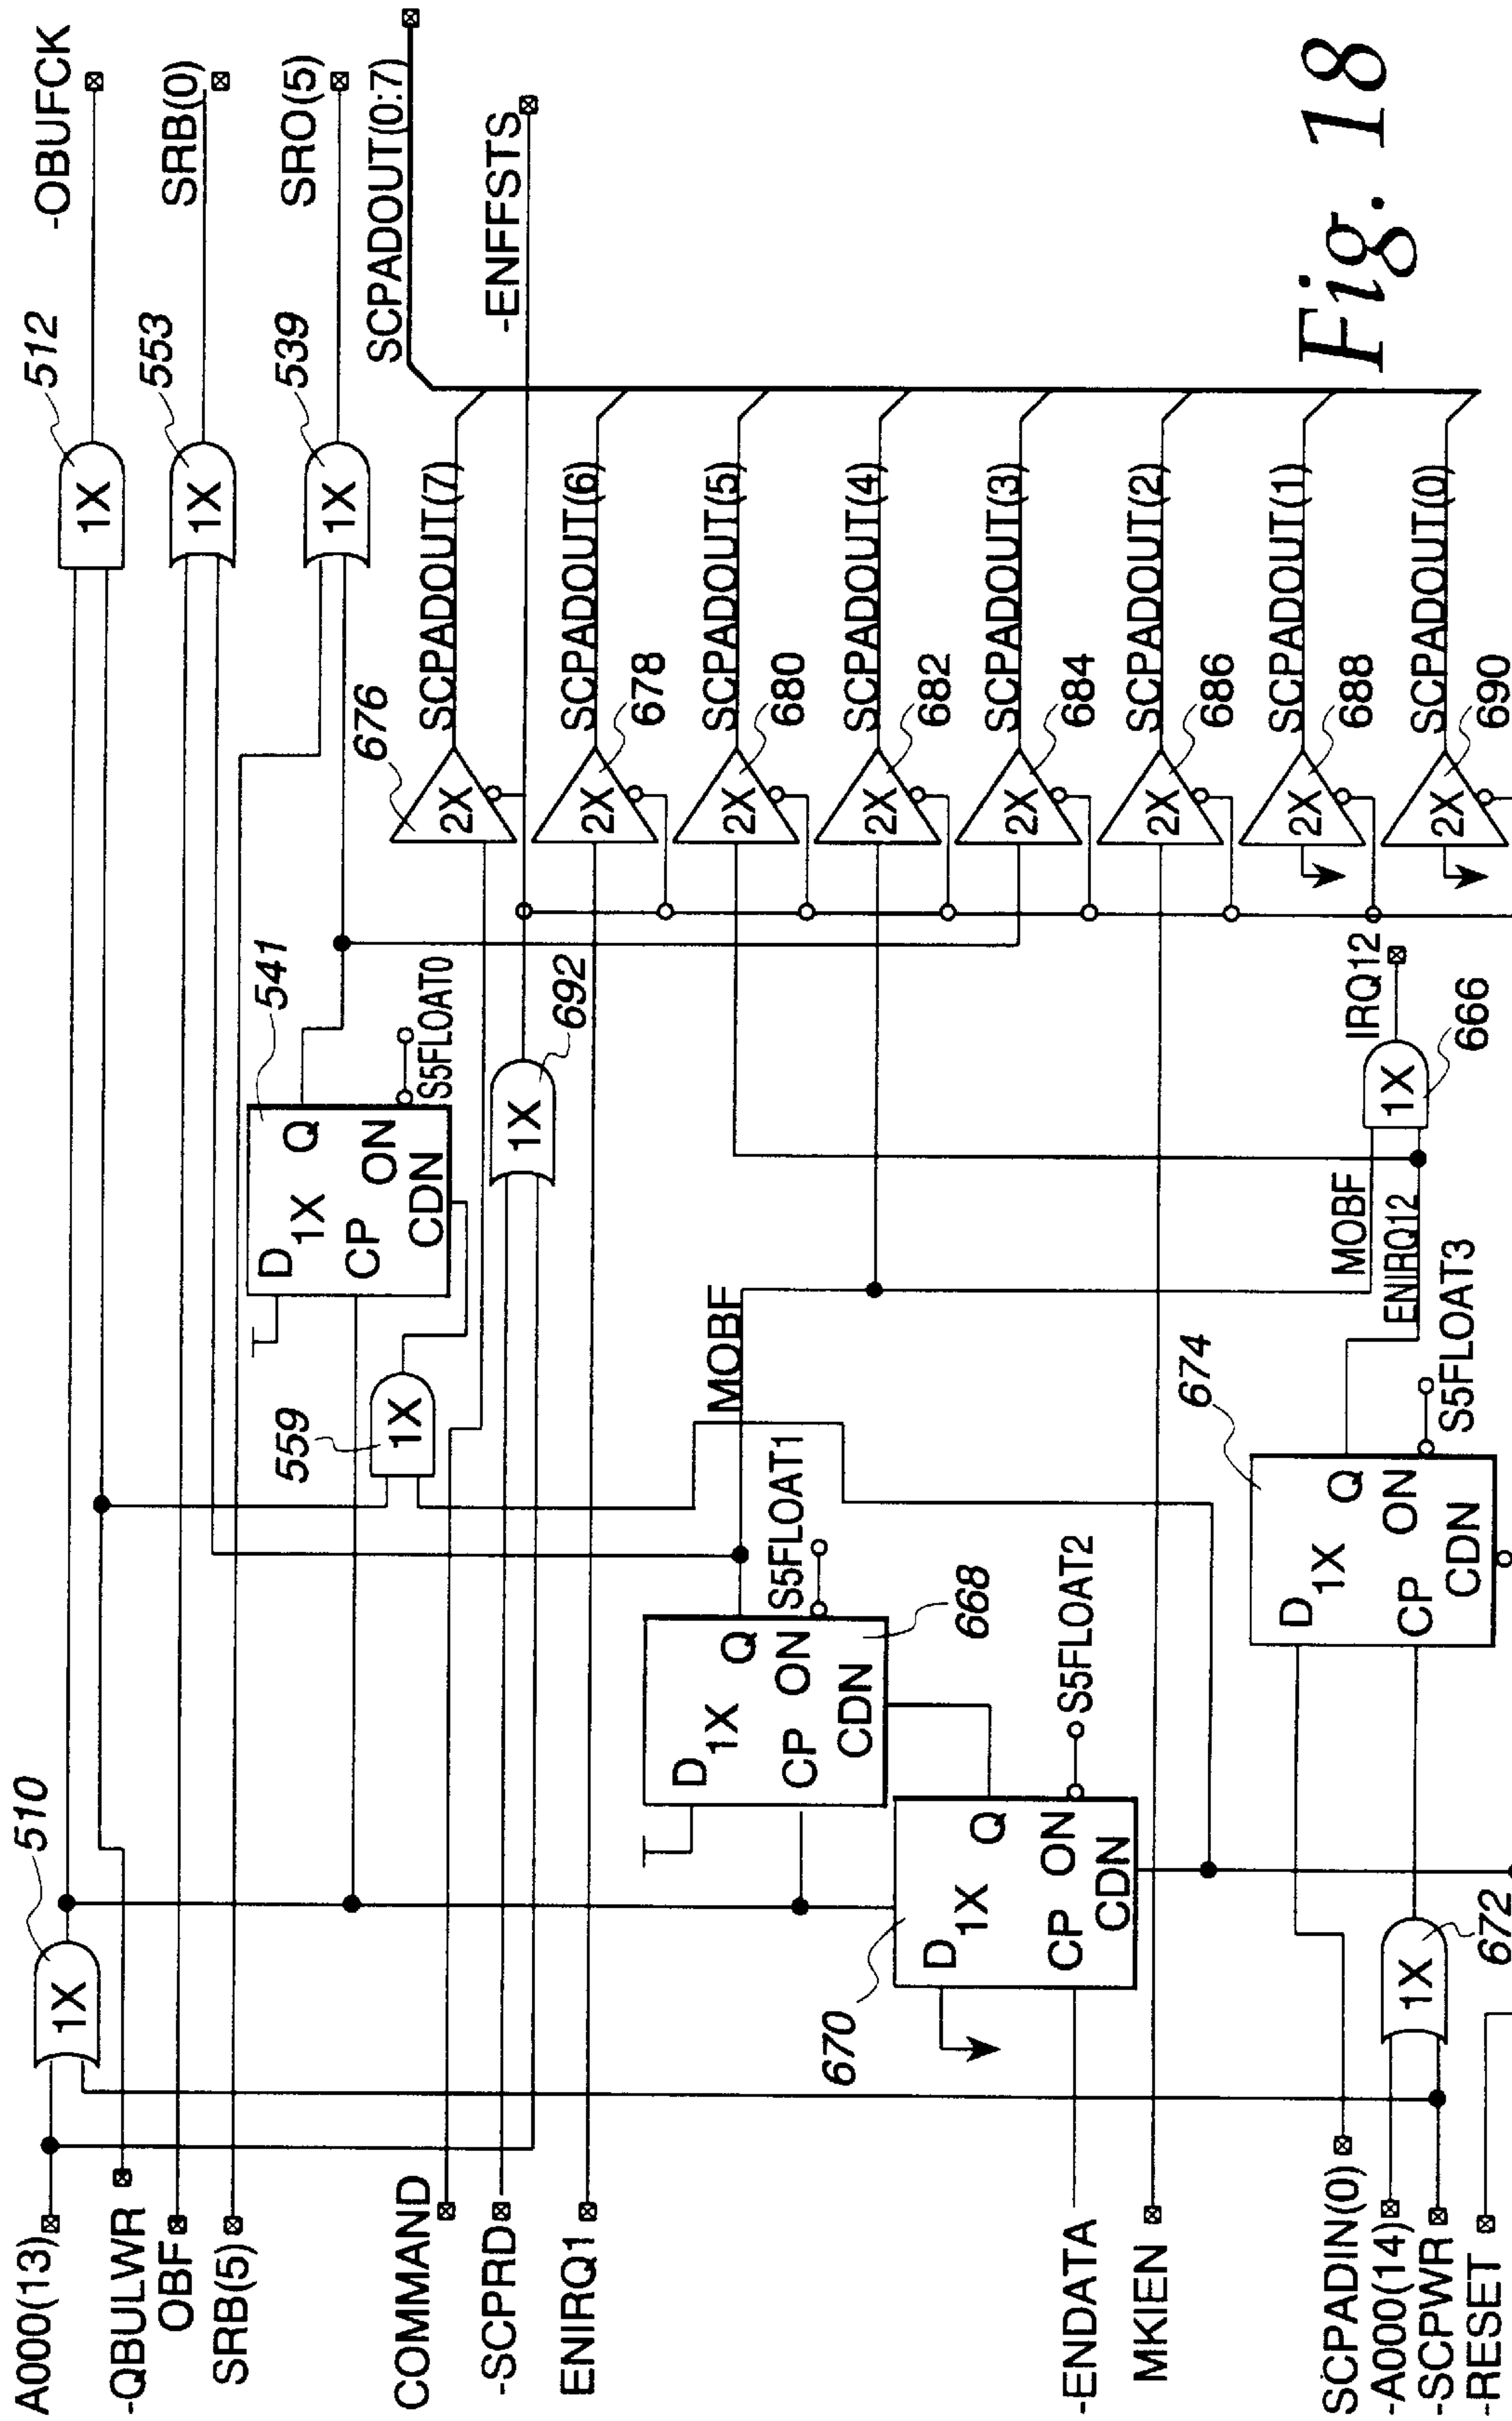 A000(13)
-QBULWR
OBF
SRB(5)
COMMAND
-SCPRD
ENIRQ1
-ENDATA
MKIEN
SCPADIN(0)
-A000(14)
-SCPWR
-RESET
510
1X
670
D
1X
Q
CP
ON
CDN
S5FLOAT2
672
1X
D
1X
Q
CP
ON
CDN
668
S5FLOAT1
674
D
1X
Q
CP
ON
CDN
S5FLOAT3
559
1X
MOBF
541
D
1X
Q
CP
ON
CDN
S5FLOAT0
692
1X
MOBF
ENIRQ12
1X
666
IRQ12
676
2X
SCPADOUT(7)
2X
678
SCPADOUT(6)
2X
680
SCPADOUT(5)
2X
682
SCPADOUT(4)
2X
684
SCPADOUT(3)
2X
686
SCPADOUT(2)
2X
688
SCPADOUT(1)
2X
690
SCPADOUT(0)
512
1X
-OBUFCK
553
1X
SRB(0)
539
1X
SRO(5)
SCPADOUT(0:7)
-ENFFSTS
Fig. 18